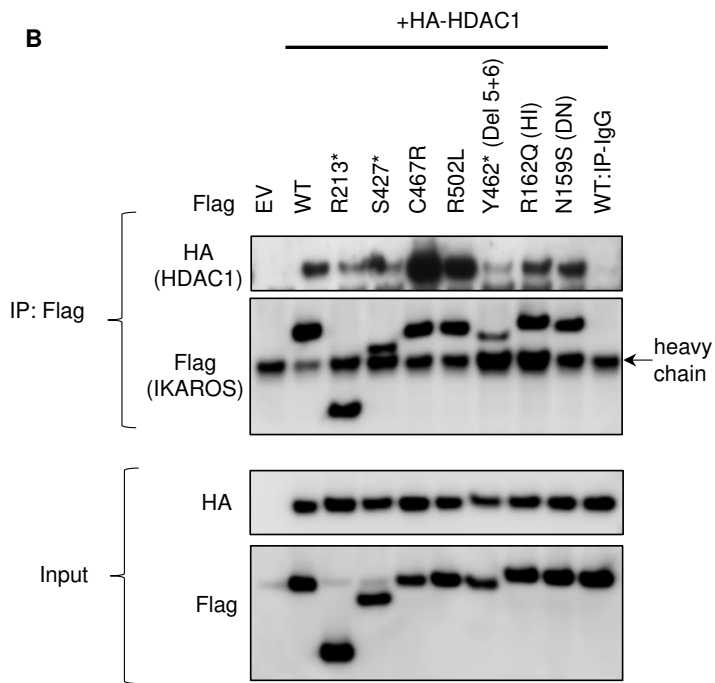 B
+HA-HDAC1
Flag
EV
WT
R213*
S427*
C467R
R502L
Y462* (Del 5+6)
R162Q (HI)
N159S (DN)
WT:IP-IgG
IP: Flag
HA
(HDAC1)
Flag
(IKAROS)
heavy
chain
Input
HA
Flag